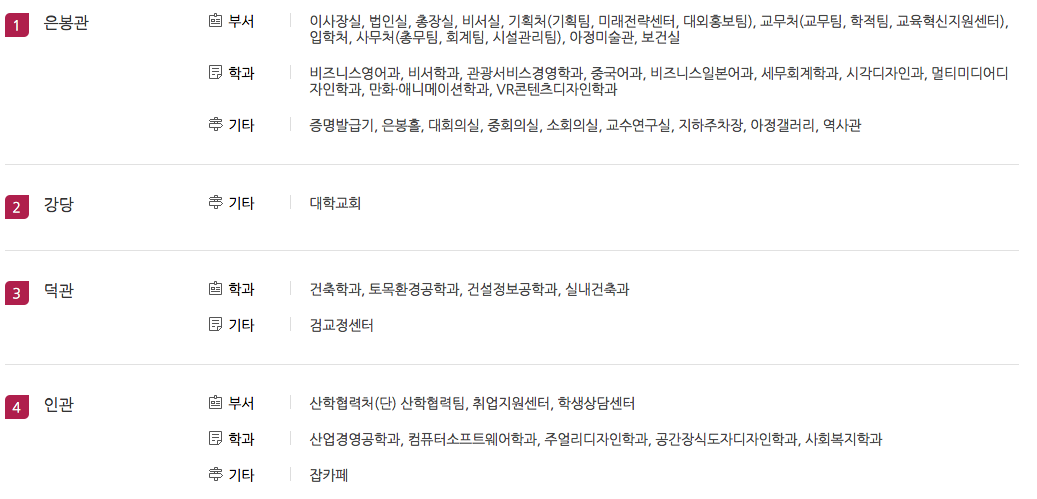 1 은봉관
부서 이사장실, 법인실, 총장실, 비서실, 기획처(기획팀, 미래전략센터, 대외홍보팀), 교무처(교무팀, 학적팀, 교육혁신지원센터),
입학처, 사무처(총무팀, 회계팀, 시설관리팀), 아정미술관, 보건실
학과 비즈니스영어과, 비서학과, 관광서비스경영학과, 중국어과, 비즈니스일본어과, 세무회계학과, 시각디자인과, 멀티미디어디
자인학과, 만화·애니메이션학과, VR콘텐츠디자인학과
기타 증명발급기, 은봉홀, 대회의실, 중회의실, 소회의실, 교수연구실, 지하주차장, 아정갤러리, 역사관
2 강당
기타 대학교회
3 덕관
학과 건축학과, 토목환경공학과, 건설정보공학과, 실내건축과
기타 검교정센터
4 인관
부서 산학협력처(단) 산학협력팀, 취업지원센터, 학생상담센터
학과 산업경영공학과, 컴퓨터소프트웨어학과, 주얼리디자인학과, 공간장식도자디자인학과, 사회복지학과
기타 잡카페